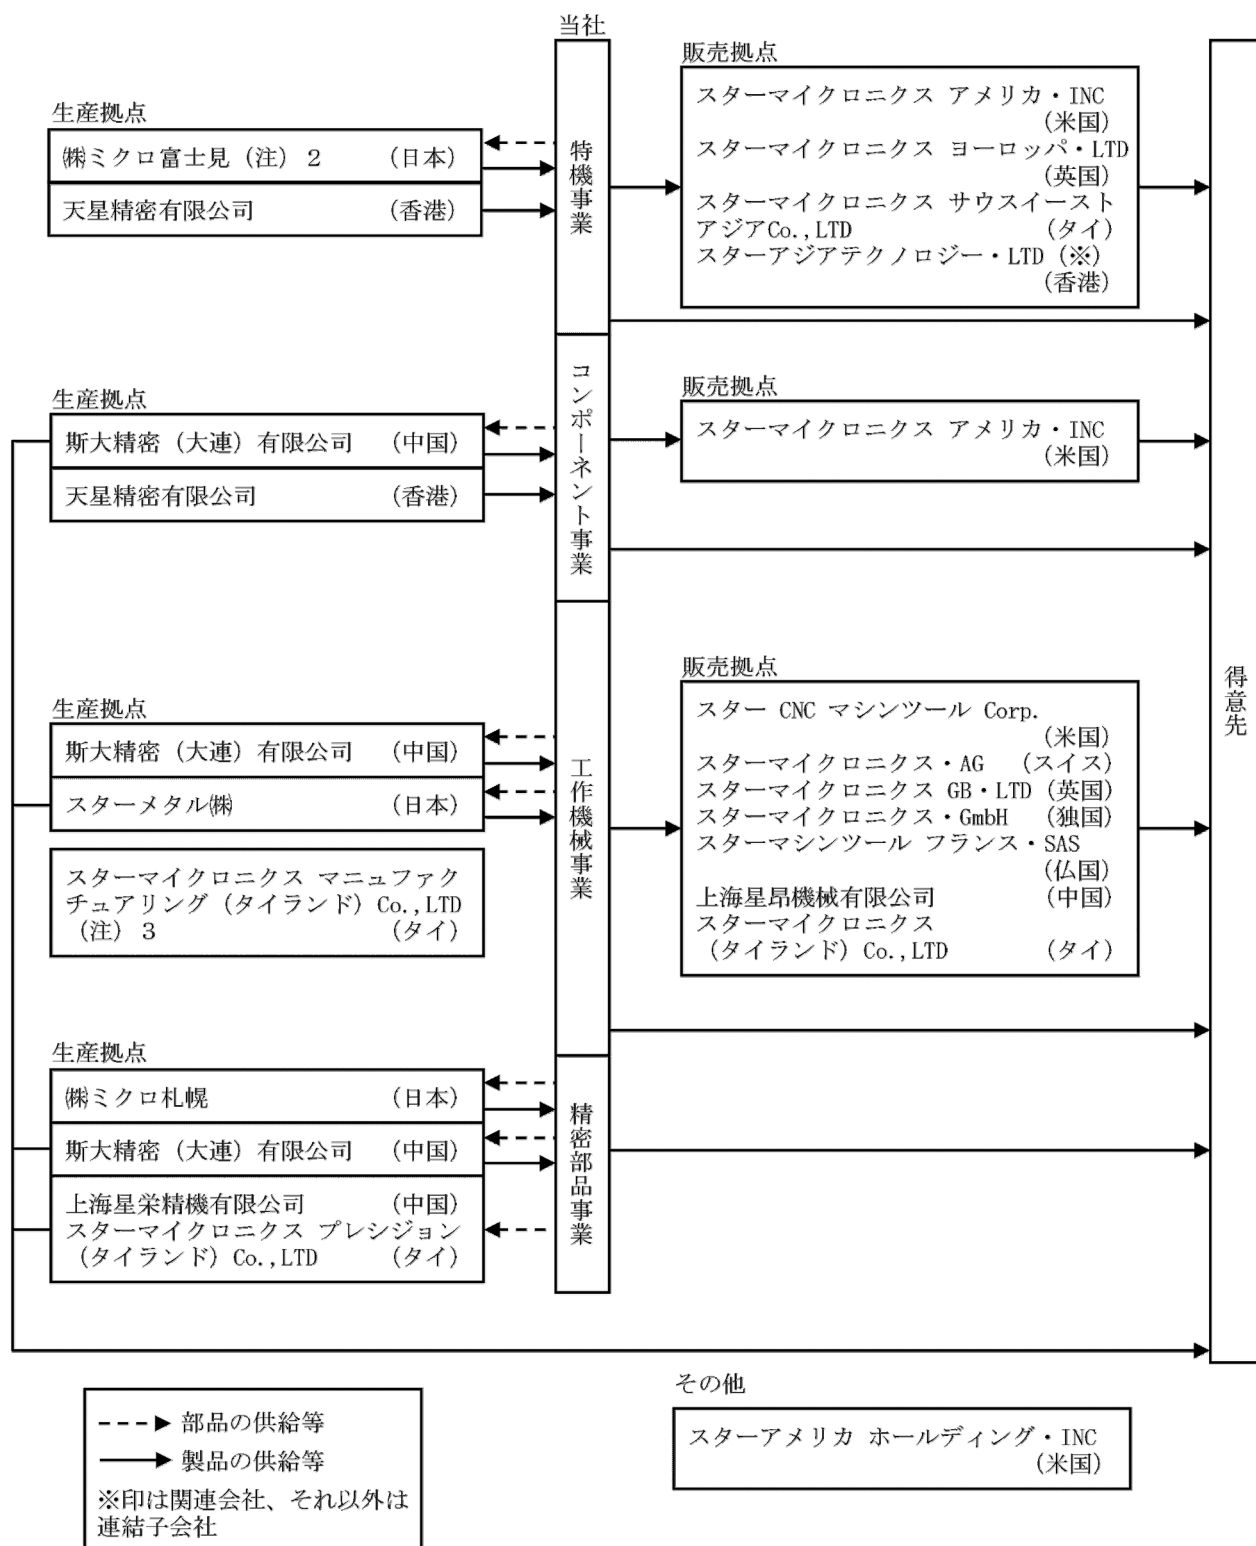 当社
生産拠点
㈱ミクロ富士見（注）２ （日本）
天星精密有限公司 （香港）
特機事業
販売拠点
スターマイクロニクス アメリカ・INC
（米国）
スターマイクロニクス ヨーロッパ・LTD
（英国）
スターマイクロニクス サウスイースト
アジアCo.,LTD （タイ）
スターアジアテクノロジー・LTD（※）
（香港）
生産拠点
斯大精密（大連）有限公司 （中国）
天星精密有限公司 （香港）
コンポーネント事業
販売拠点
スターマイクロニクス アメリカ・INC
（米国）
得意先
生産拠点
斯大精密（大連）有限公司 （中国）
スターメタル㈱ （日本）
スターマイクロニクス マニュファク
チュアリング（タイランド）Co.,LTD
（注）３ （タイ）
工作機械事業
販売拠点
スター CNC マシンツール Corp.
（米国）
スターマイクロニクス・AG （スイス）
スターマイクロニクス GB・LTD（英国）
スターマイクロニクス・GmbH （独国）
スターマシンツール フランス・SAS
（仏国）
上海星昂機械有限公司 （中国）
スターマイクロニクス
（タイランド）Co.,LTD （タイ）
生産拠点
㈱ミクロ札幌 （日本）
斯大精密（大連）有限公司 （中国）
上海星栄精機有限公司 （中国）
スターマイクロニクス プレシジョン
（タイランド）Co.,LTD （タイ）
精密部品事業
部品の供給等
製品の供給等
※印は関連会社、それ以外は
連結子会社
その他
スターアメリカ ホールディング・INC
（米国）